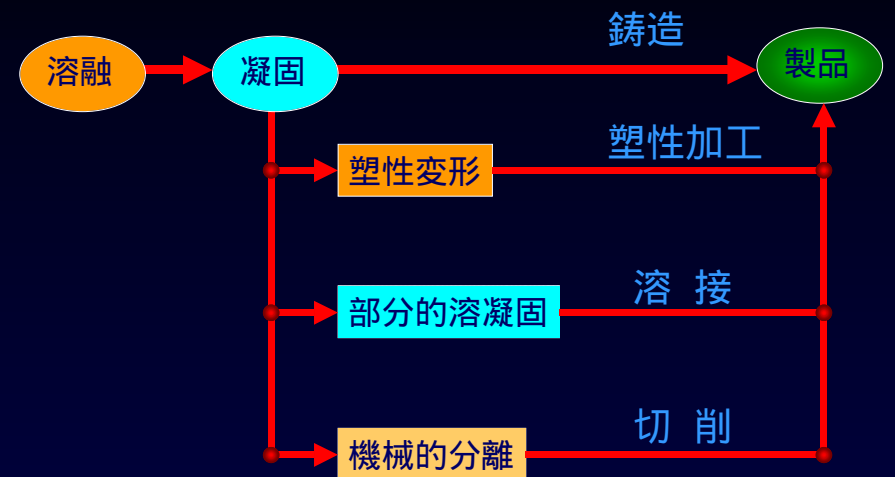 鋳造
溶融
凝固
製品
塑性加工
塑性変形
溶 接
部分的溶凝固
切 削
機械的分離